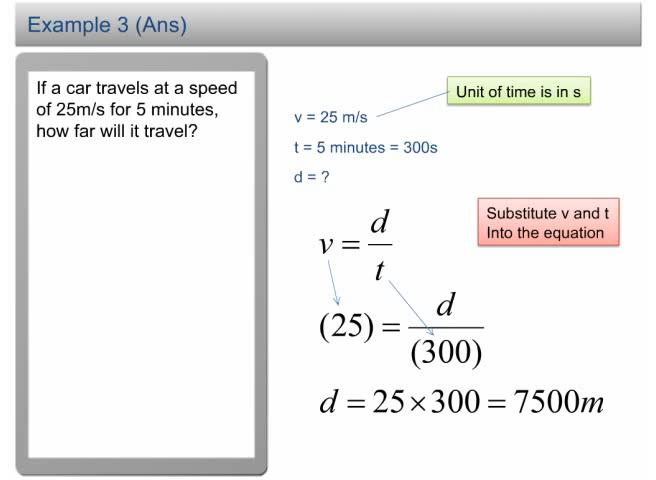 Example 3 (Ans)
If a car travels at a speed
of 25m/s for 5 minutes,
how far will it travel?
Unit of time is in s
v = 25 m/s
t = 5 minutes = 300s
d = ?
Substitute v and t
Into the equation
v = d/t
(25) = d/(300)
d = 25 × 300 = 7500m